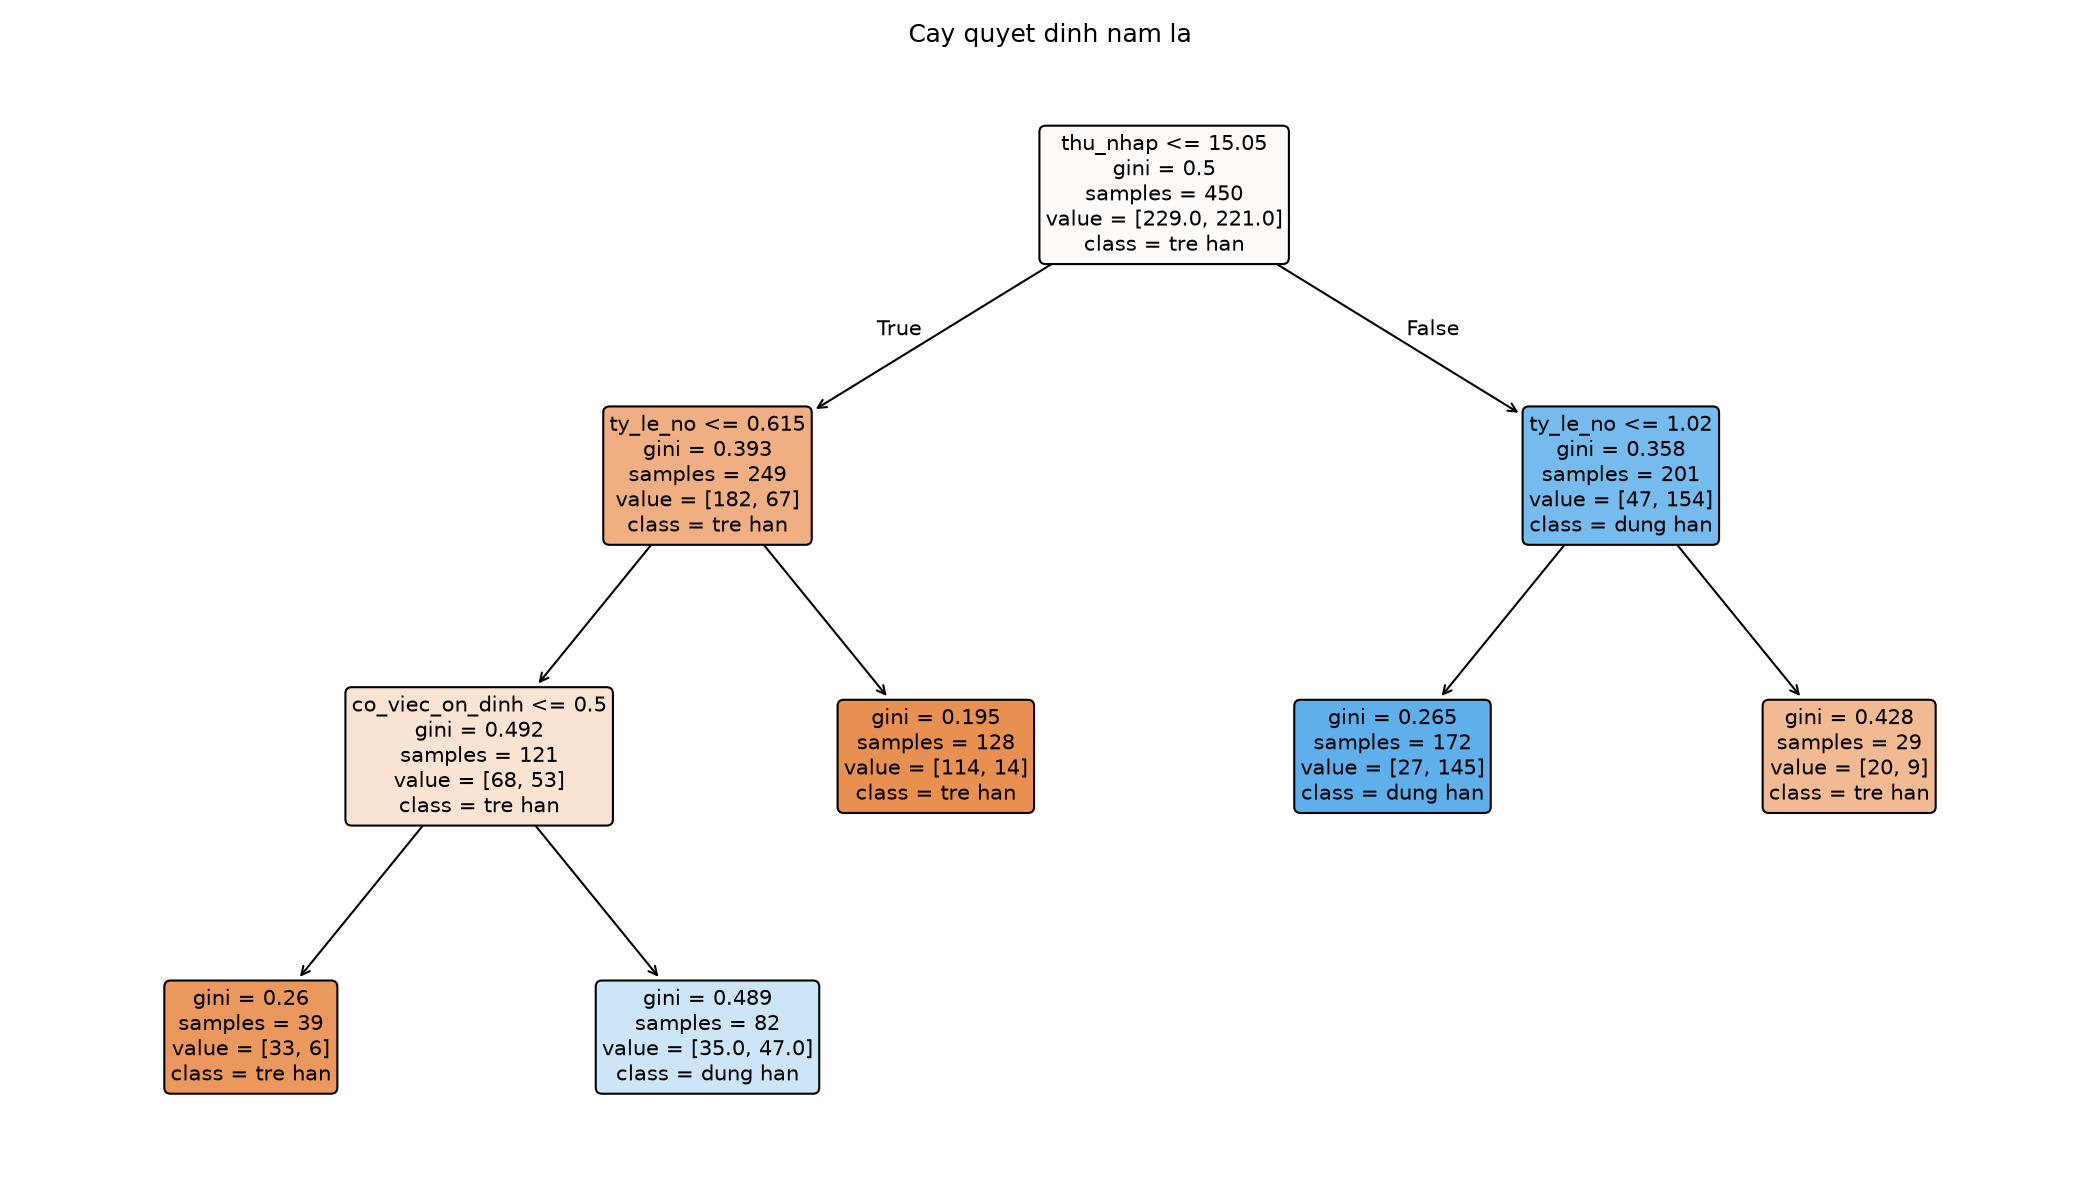 Cay quyet dinh nam la
thu_nhap <= 15.05
gini = 0.5
samples = 450
value = [229.0, 221.0]
class = tre han
True
False
ty_le_no <= 0.615
gini = 0.393
samples = 249
value = [182, 67]
class = tre han
ty_le_no <= 1.02
gini = 0.358
samples = 201
value = [47, 154]
class = dung han
co_viec_on_dinh <= 0.5
gini = 0.492
samples = 121
value = [68, 53]
class = tre han
gini = 0.195
samples = 128
value = [114, 14]
class = tre han
gini = 0.265
samples = 172
value = [27, 145]
class = dung han
gini = 0.428
samples = 29
value = [20, 9]
class = tre han
gini = 0.26
samples = 39
value = [33, 6]
class = tre han
gini = 0.489
samples = 82
value = [35.0, 47.0]
class = dung han